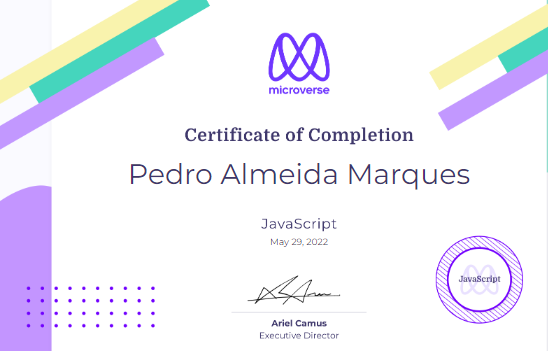 microverse
Certificate of Completion
Pedro Almeida Marques
JavaScript
May 29, 2022
JavaScript
Ariel Camus
Executive Director